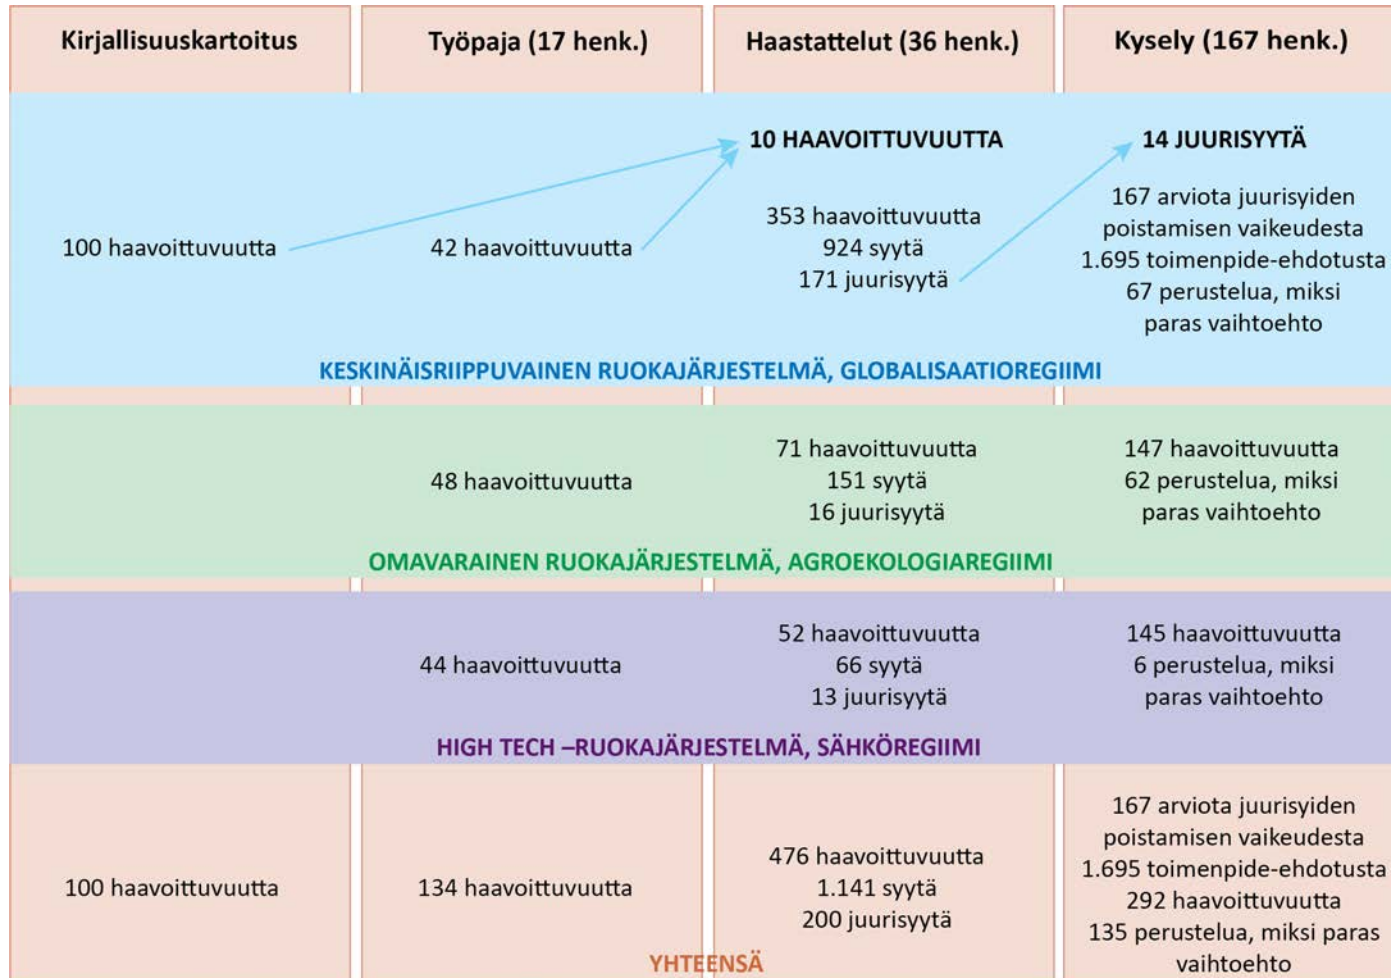 Kirjallisuuskartoitus
Työpaja (17 henk.)
Haastattelut (36 henk.)
Kysely (167 henk.)
10 HAAVOITTUVUUTTA
14 JUURISYYTÄ
100 haavoittuvuutta
42 haavoittuvuutta
353 haavoittuvuutta
924 syytä
171 juurisyytä
167 arviota juurisyiden
poistamisen vaikeudesta
1.695 toimenpide-ehdotusta
67 perustelua, miksi
paras vaihtoehto
KESKINÄISRIIPPUVAINEN RUOKAJÄRJESTELMÄ, GLOBALISAATIOREGIIMI
48 haavoittuvuutta
71 haavoittuvuutta
151 syytä
16 juurisyytä
147 haavoittuvuutta
62 perustelua, miksi
paras vaihtoehto
OMAVARAINEN RUOKAJÄRJESTELMÄ, AGROEKOLOGIAREGIIMI
44 haavoittuvuutta
52 haavoittuvuutta
66 syytä
13 juurisyytä
145 haavoittuvuutta
6 perustelua, miksi
paras vaihtoehto
HIGH TECH –RUOKAJÄRJESTELMÄ, SÄHKÖREGIIMI
100 haavoittuvuutta
134 haavoittuvuutta
476 haavoittuvuutta
1.141 syytä
200 juurisyytä
167 arviota juurisyiden
poistamisen vaikeudesta
1.695 toimenpide-ehdotusta
292 haavoittuvuutta
135 perustelua, miksi paras
vaihtoehto
YHTEENSÄ